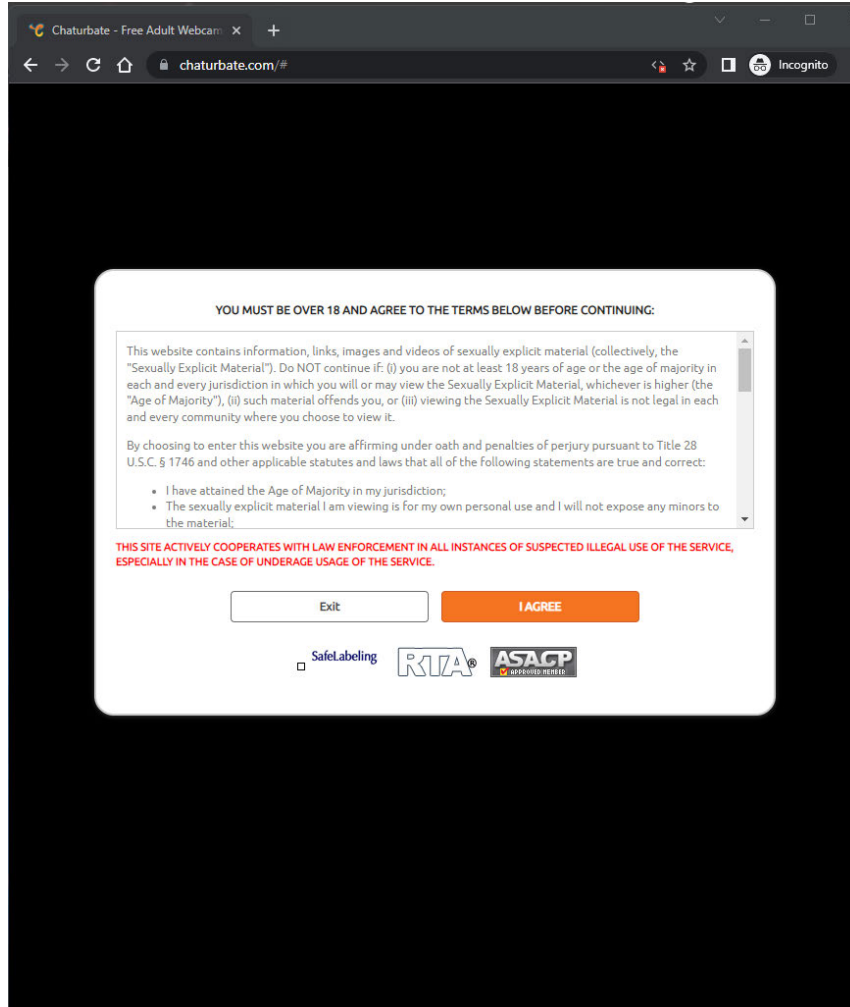 Chaturbate - Free Adult Webcam
chaturbate.com/#
Incognito
YOU MUST BE OVER 18 AND AGREE TO THE TERMS BELOW BEFORE CONTINUING:
This website contains information, links, images and videos of sexually explicit material (collectively, the
"Sexually Explicit Material"). Do NOT continue if: (i) you are not at least 18 years of age or the age of majority in
each and every jurisdiction in which you will or may view the Sexually Explicit Material, whichever is higher (the
"Age of Majority"), (ii) such material offends you, or (iii) viewing the Sexually Explicit Material is not legal in each
and every community where you choose to view it.
By choosing to enter this website you are affirming under oath and penalties of perjury pursuant to Title 28
U.S.C. § 1746 and other applicable statutes and laws that all of the following statements are true and correct:
• I have attained the Age of Majority in my jurisdiction;
• The sexually explicit material I am viewing is for my own personal use and I will not expose any minors to
the material;
THIS SITE ACTIVELY COOPERATES WITH LAW ENFORCEMENT IN ALL INSTANCES OF SUSPECTED ILLEGAL USE OF THE SERVICE,
ESPECIALLY IN THE CASE OF UNDERAGE USAGE OF THE SERVICE.
Exit
I AGREE
SafeLabeling
RTA®
ASACP
APPROVED MEMBER